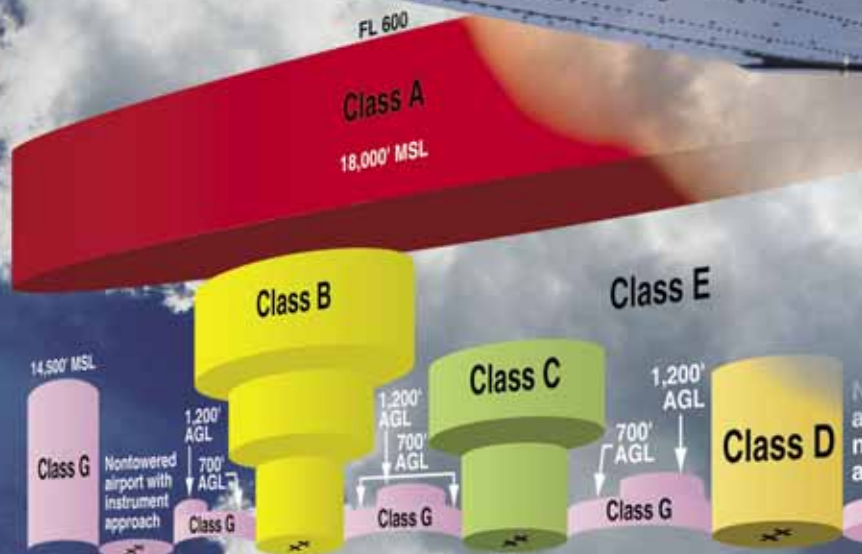 FL 600
Class A
18,000' MSL
Class B
Class E
14,500' MSL
Class C
1,200'
AGL
1,200'
AGL
1,200'
AGL
700'
AGL
700'
AGL
700'
AGL
Class G
Nontowered
airport with
instrument
approach
Class G
Class G
Class G
Class D